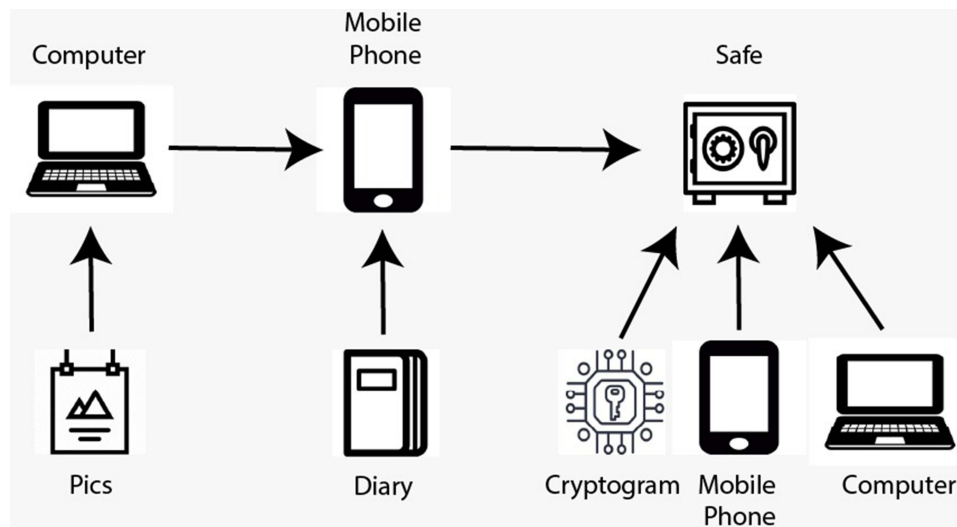 Computer
Mobile
Phone
Safe
Pics
Diary
Cryptogram
Mobile
Phone
Computer